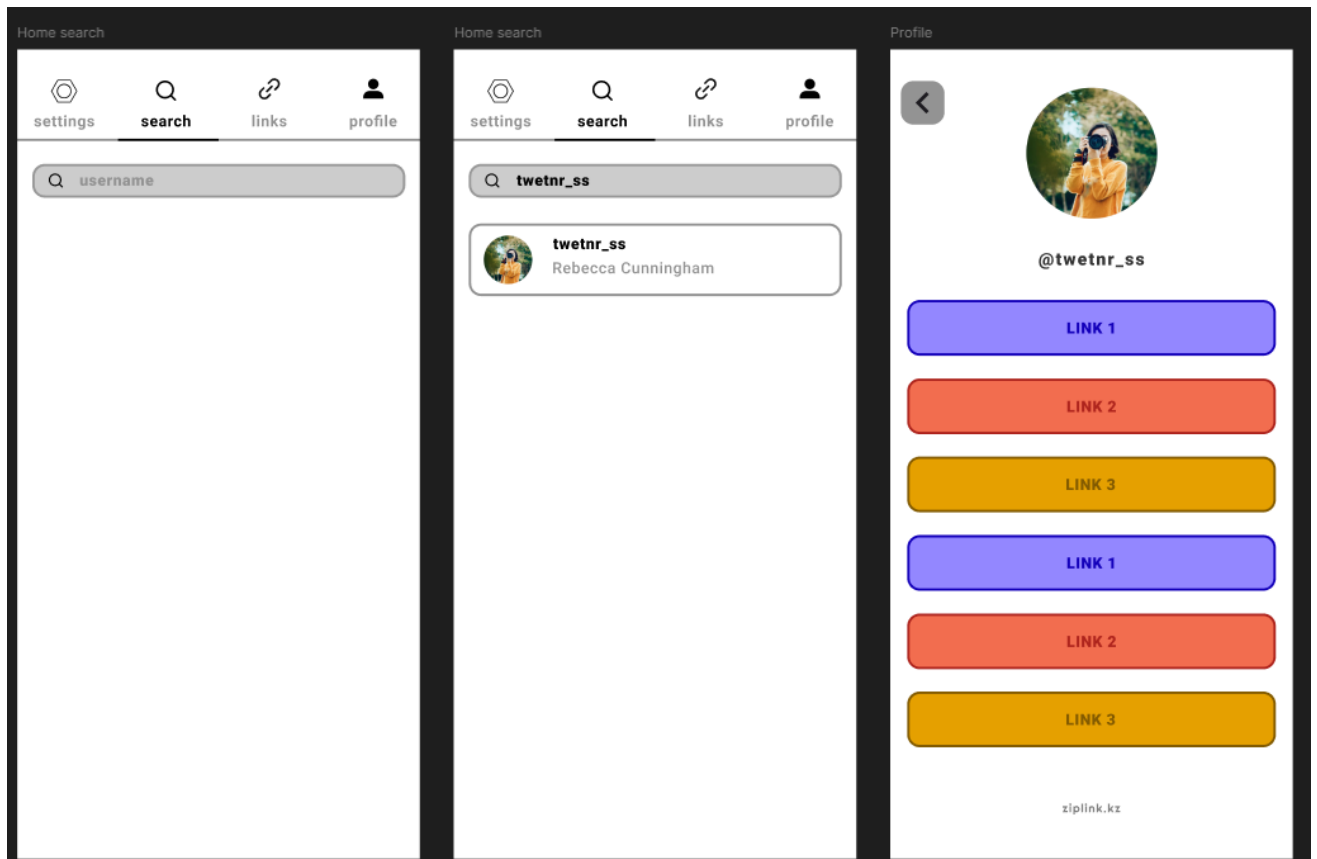 Home search
settings search links profile
username
Home search
settings search links profile
twetnr_ss
twetnr_ss
Rebecca Cunningham
Profile
@twetnr_ss
LINK 1
LINK 2
LINK 3
LINK 1
LINK 2
LINK 3
ziplink.kz